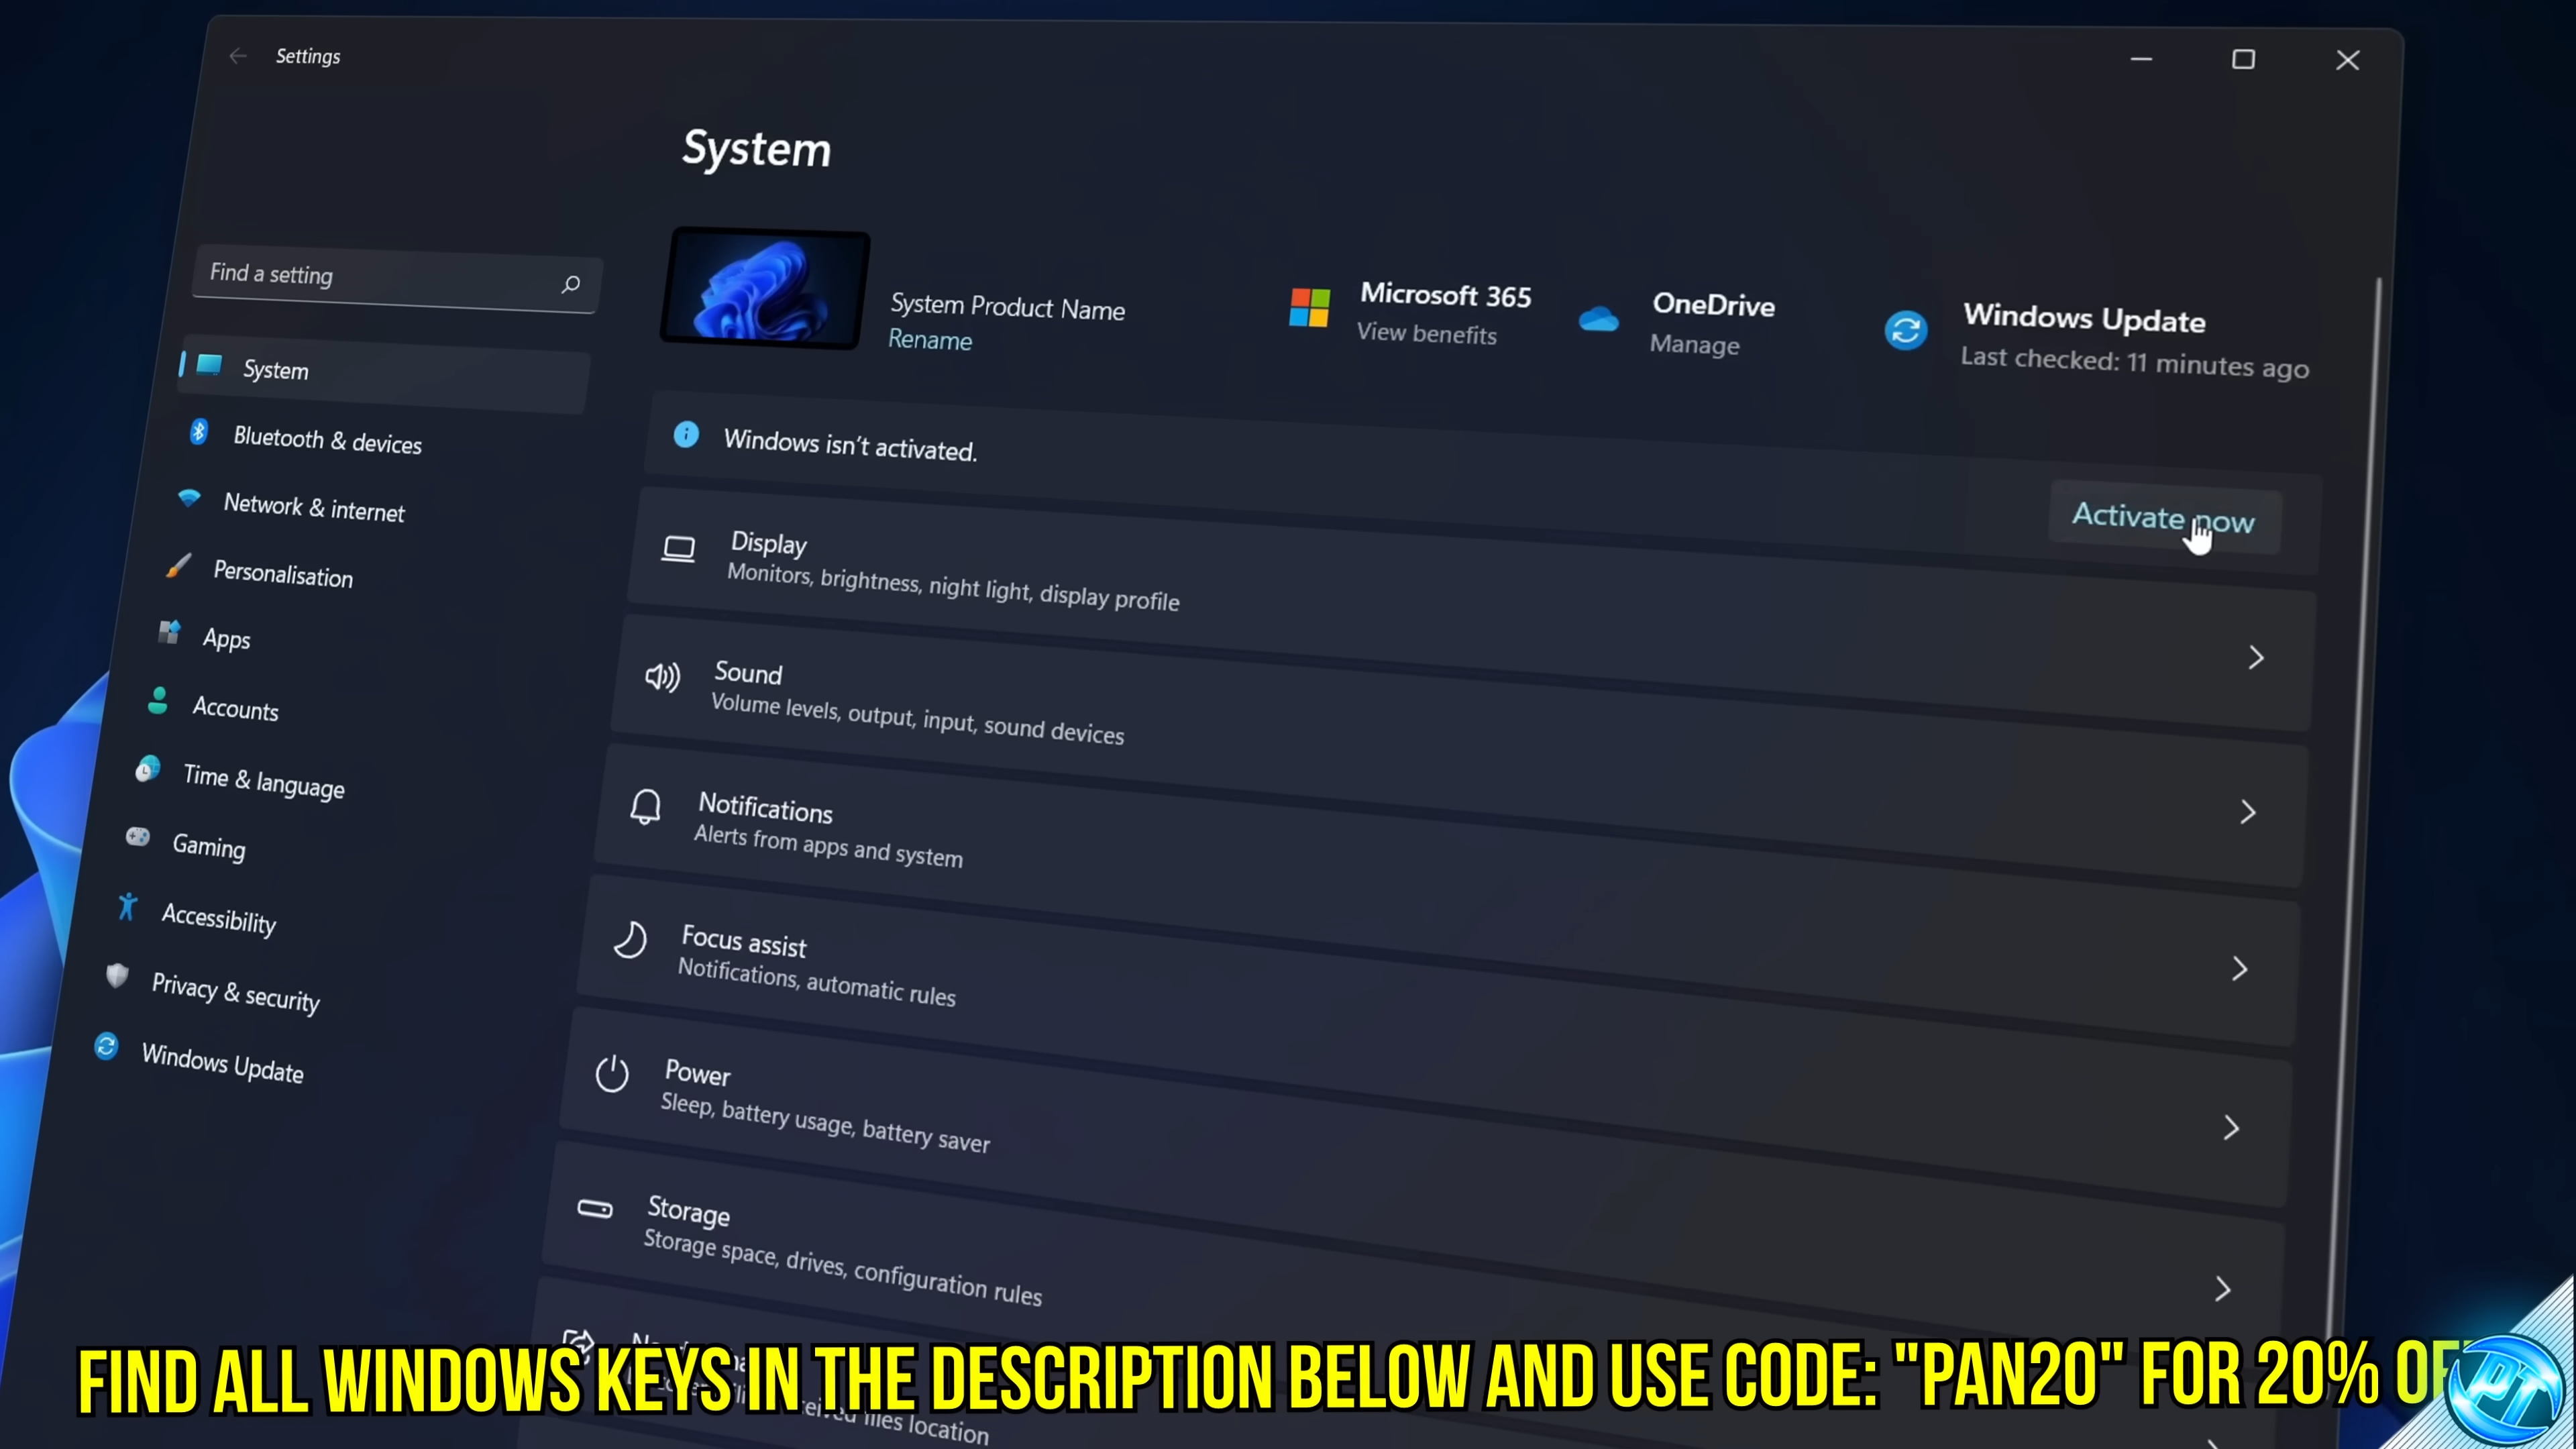 Settings
System
Find a setting
System Product Name
Rename
Microsoft 365
View benefits
OneDrive
Manage
Windows Update
Last checked: 11 minutes ago
System
Bluetooth & devices
Network & internet
Personalisation
Apps
Accounts
Time & language
Gaming
Accessibility
Privacy & security
Windows Update
Windows isn't activated.
Activate now
Display
Monitors, brightness, night light, display profile
Sound
Volume levels, output, input, sound devices
Notifications
Alerts from apps and system
Focus assist
Notifications, automatic rules
Power
Sleep, battery usage, battery saver
Storage
Storage space, drives, configuration rules
files location
FIND ALL WINDOWS KEYS IN THE DESCRIPTION BELOW AND USE CODE: "PAN20" FOR 20%
PT